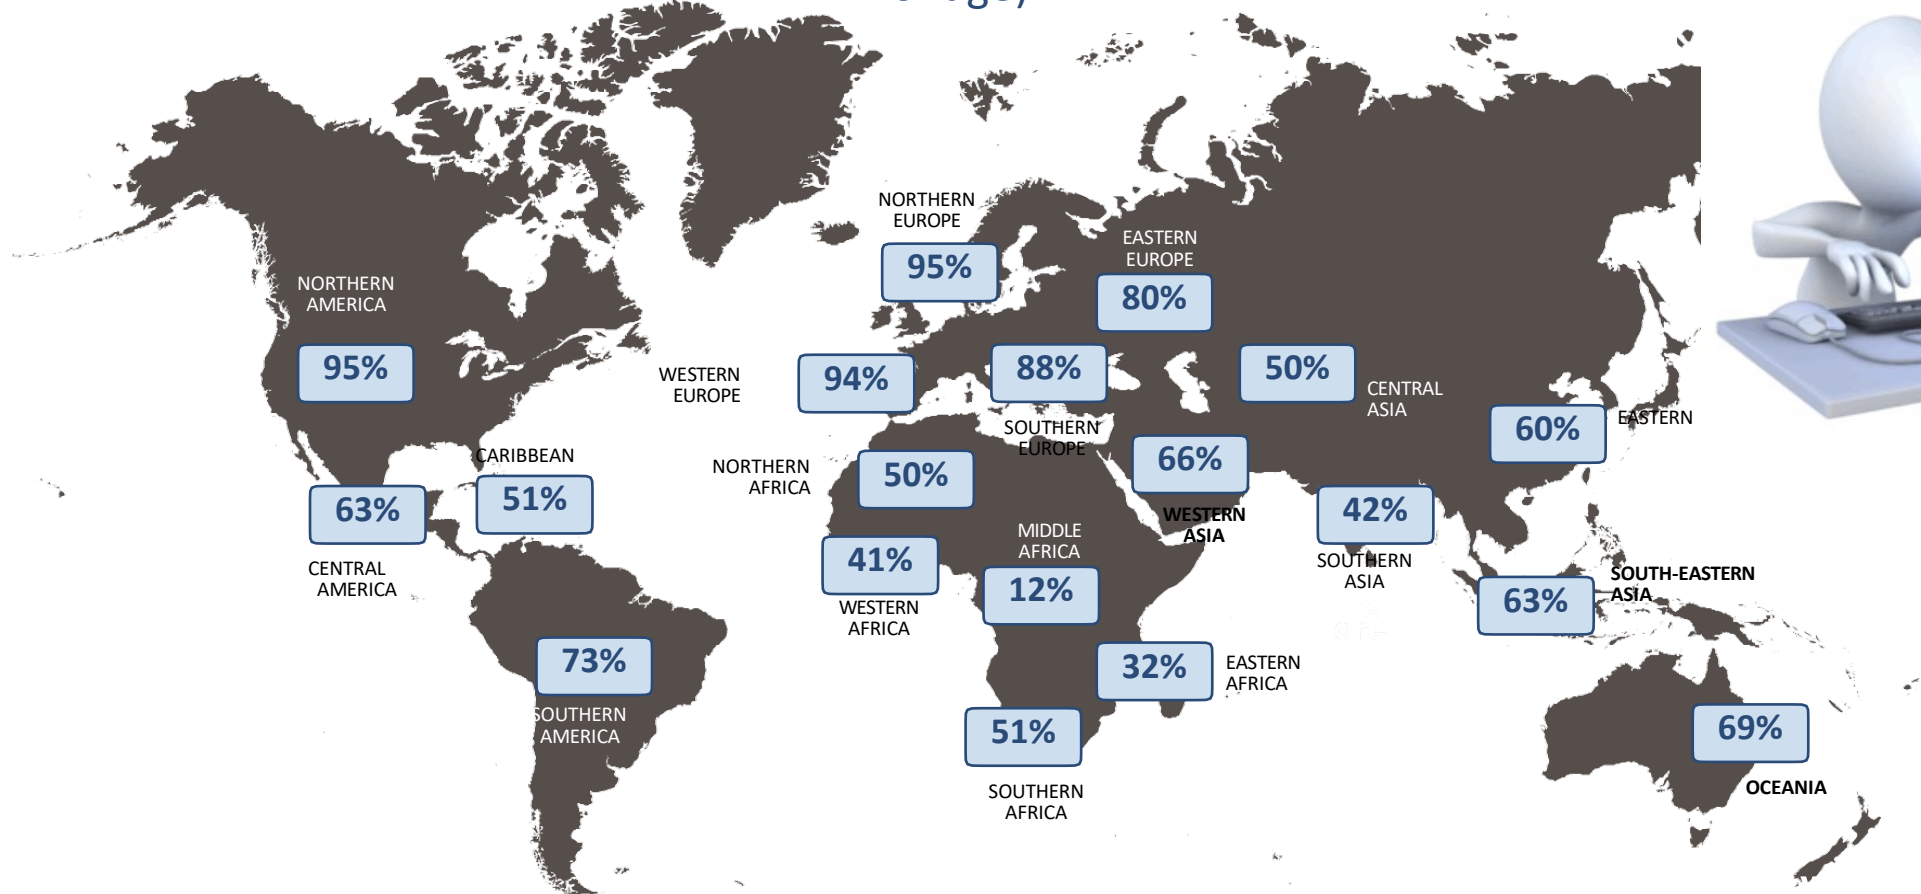 NORTHERN
EUROPE
95%
EASTERN
EUROPE
80%
NORTHERN
AMERICA
95%
WESTERN
EUROPE
94%
88%
SOUTHERN
EUROPE
50%
CENTRAL
ASIA
60%
EASTERN
CARIBBEAN
51%
63%
CENTRAL
AMERICA
NORTHERN
AFRICA
50%
66%
WESTERN
ASIA
42%
SOUTHERN
ASIA
MIDDLE
AFRICA
12%
41%
WESTERN
AFRICA
63%
SOUTH-EASTERN
ASIA
73%
SOUTHERN
AMERICA
32%
EASTERN
AFRICA
51%
SOUTHERN
AFRICA
69%
OCEANIA